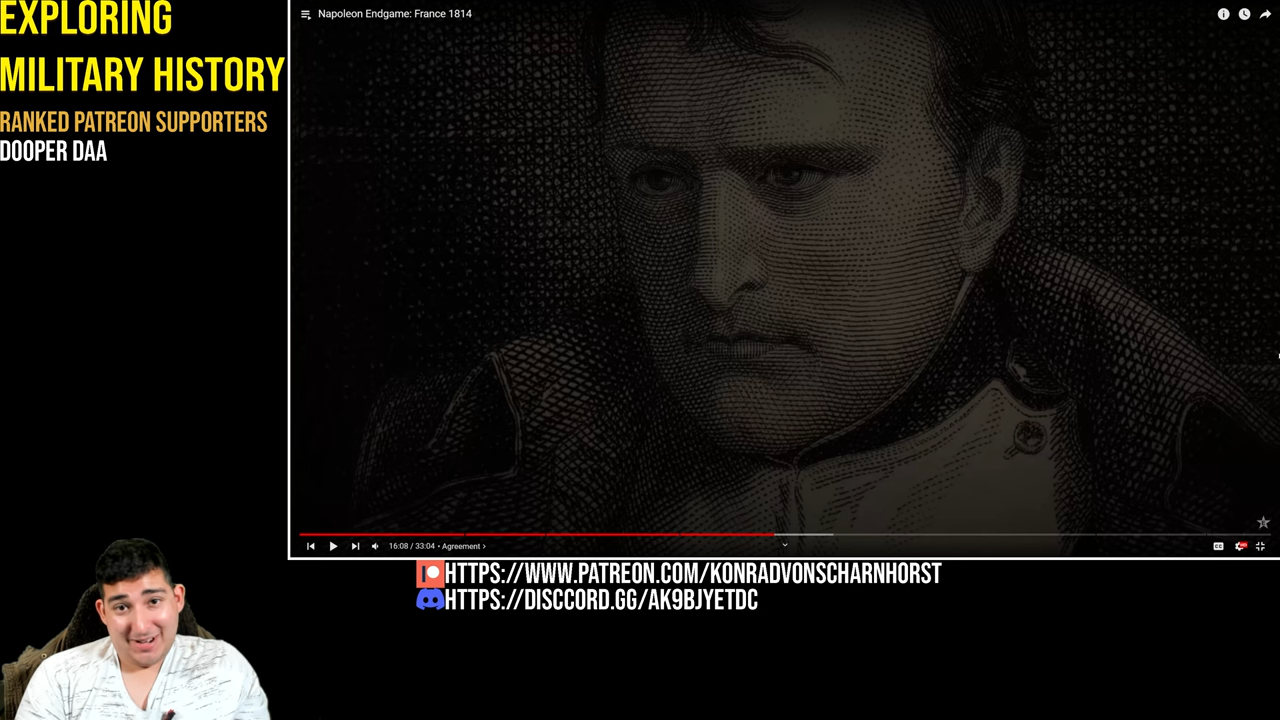 EXPLORING
MILITARY HISTORY
RANKED PATREON SUPPORTERS
DOOPER DAA
Napoleon Endgame: France 1814
16:08 / 33:04 • Agreement ›
HTTPS://WWW.PATREON.COM/KONRADVONSCHARNHORST
HTTPS://DISCCORD.GG/AK9BJYETDC